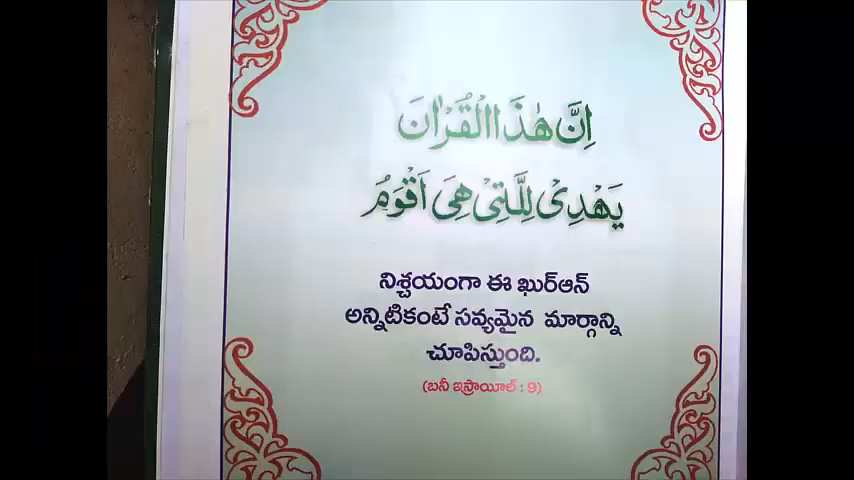 اِنَّ هٰذَا الْقُرْاٰنَ
يَهْدِیْ لِلَّتِیْ هِیَ اَقْوَمُ
నిశ్చయంగా ఈ ఖుర్ఆన్
అన్నిటికంటే సవ్యమైన మార్గాన్ని
చూపిస్తుంది.
(బనీ ఇస్రాయీల్ : 9)